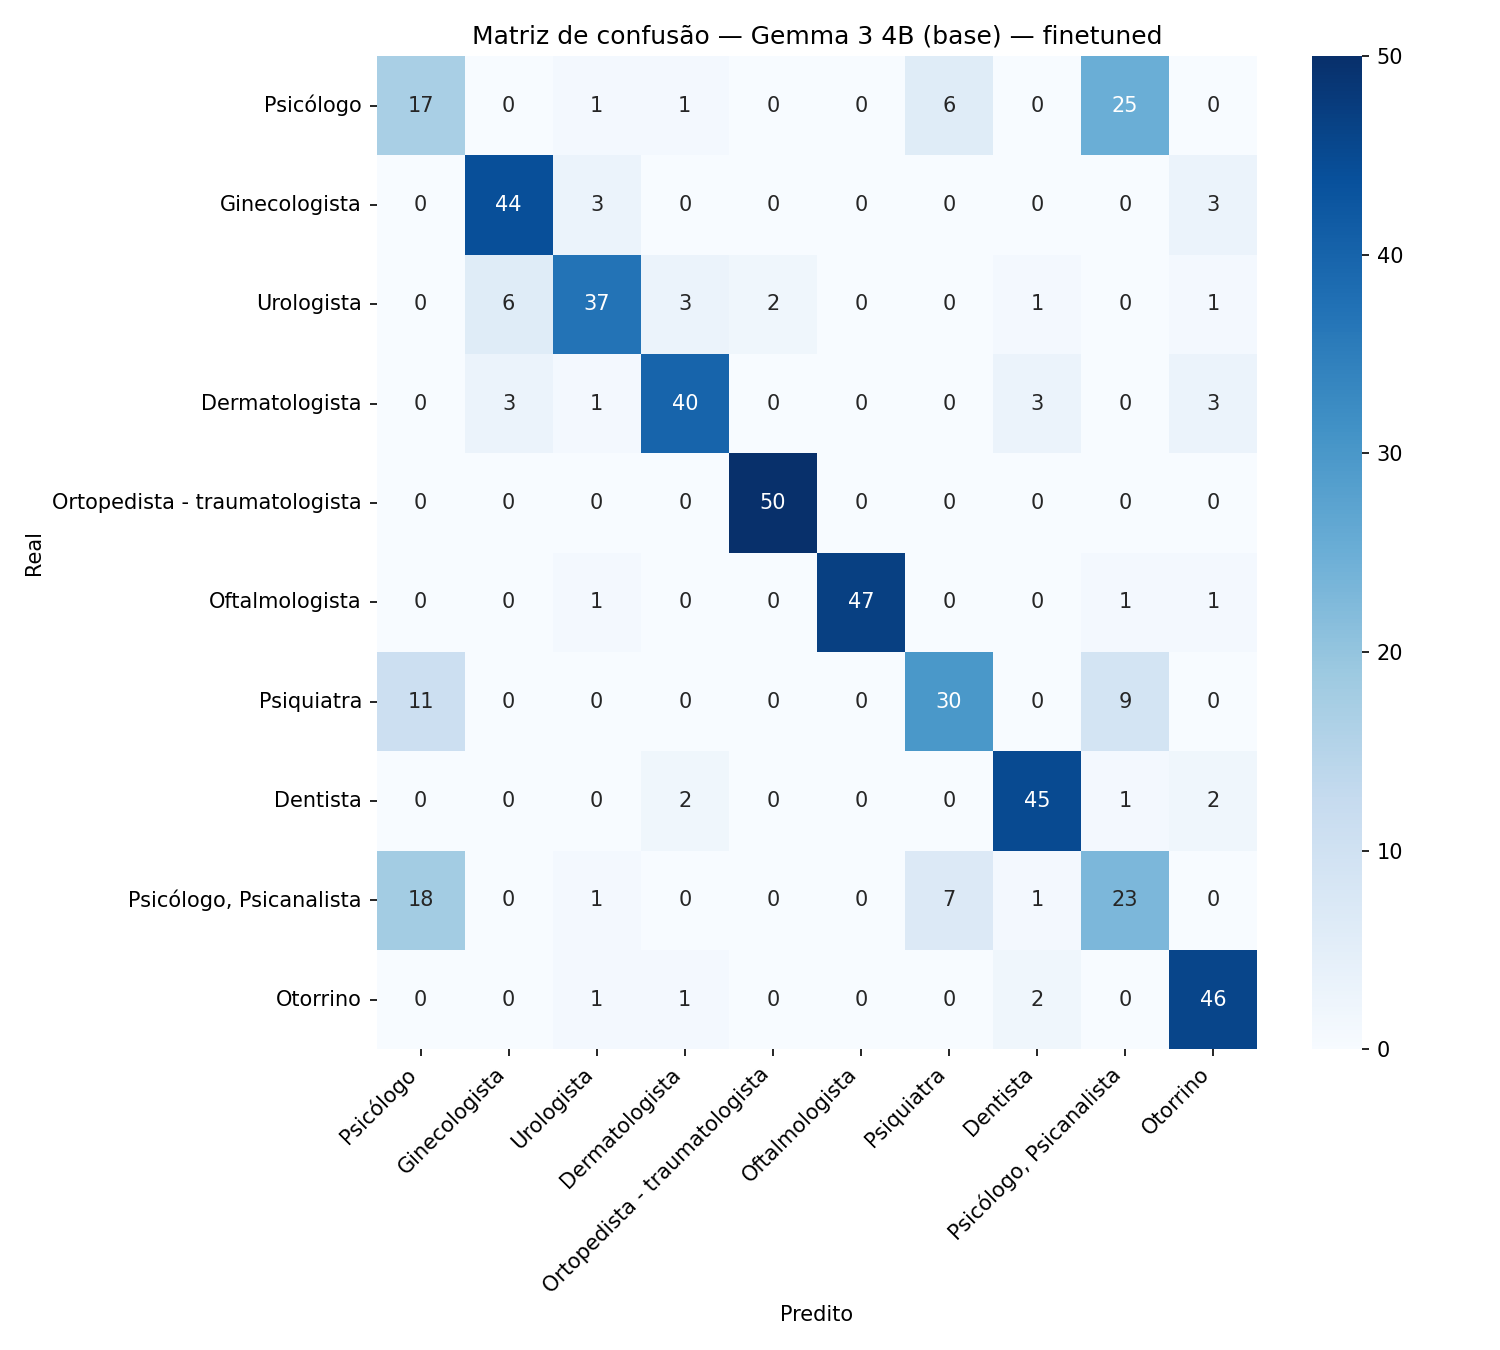 Matriz de confusão — Gemma 3 4B (base) — finetuned
Psicólogo 17 0 1 1 0 0 6 0 25 0
Ginecologista 0 44 3 0 0 0 0 0 0 3
Urologista 0 6 37 3 2 0 0 1 0 1
Dermatologista 0 3 1 40 0 0 0 3 0 3
Ortopedista - traumatologista 0 0 0 0 50 0 0 0 0 0
Oftalmologista 0 0 1 0 0 47 0 0 1 1
Psiquiatra 11 0 0 0 0 0 30 0 9 0
Dentista 0 0 0 2 0 0 0 45 1 2
Psicólogo, Psicanalista 18 0 1 0 0 0 7 1 23 0
Otorrino 0 0 1 1 0 0 0 2 0 46
Real
Psicólogo
Ginecologista
Urologista
Dermatologista
Ortopedista - traumatologista
Oftalmologista
Psiquiatra
Dentista
Psicólogo, Psicanalista
Otorrino
Predito
50
40
30
20
10
0